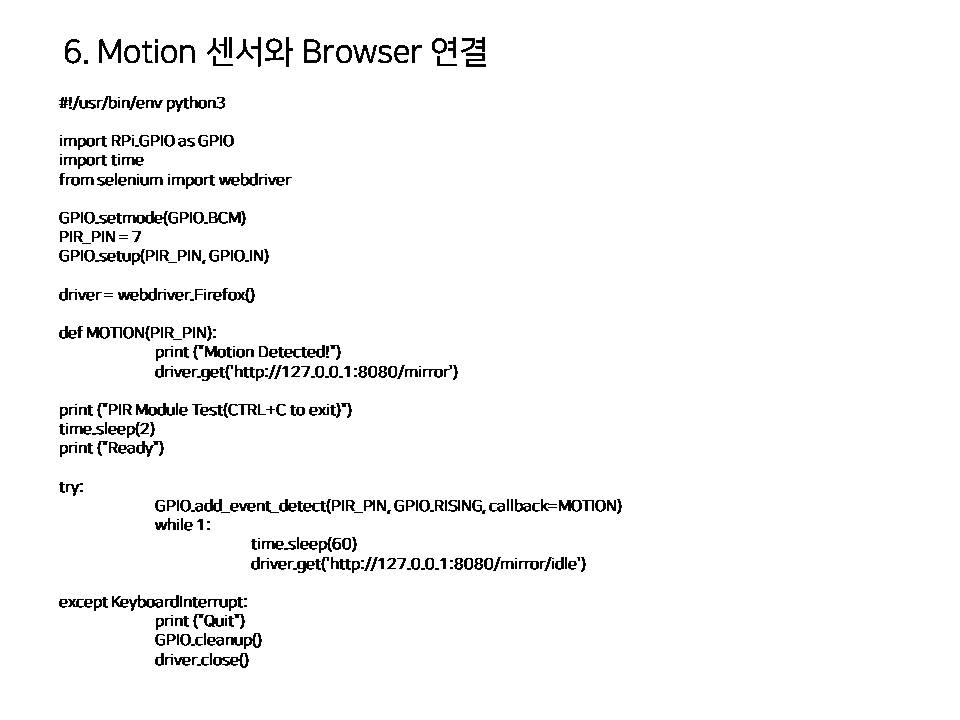 6. Motion 센서와 Browser 연결
#!/usr/bin/env python3
import RPi.GPIO as GPIO
import time
from selenium import webdriver
GPIO.setmode(GPIO.BCM)
PIR_PIN = 7
GPIO.setup(PIR_PIN, GPIO.IN)
driver = webdriver.Firefox()
def MOTION(PIR_PIN):
print ("Motion Detected!")
driver.get('http://127.0.0.1:8080/mirror')
print ("PIR Module Test(CTRL+C to exit)")
time.sleep(2)
print ("Ready")
try:
GPIO.add_event_detect(PIR_PIN, GPIO.RISING, callback=MOTION)
while 1:
time.sleep(60)
driver.get('http://127.0.0.1:8080/mirror/idle')
except KeyboardInterrupt:
print ("Quit")
GPIO.cleanup()
driver.close()